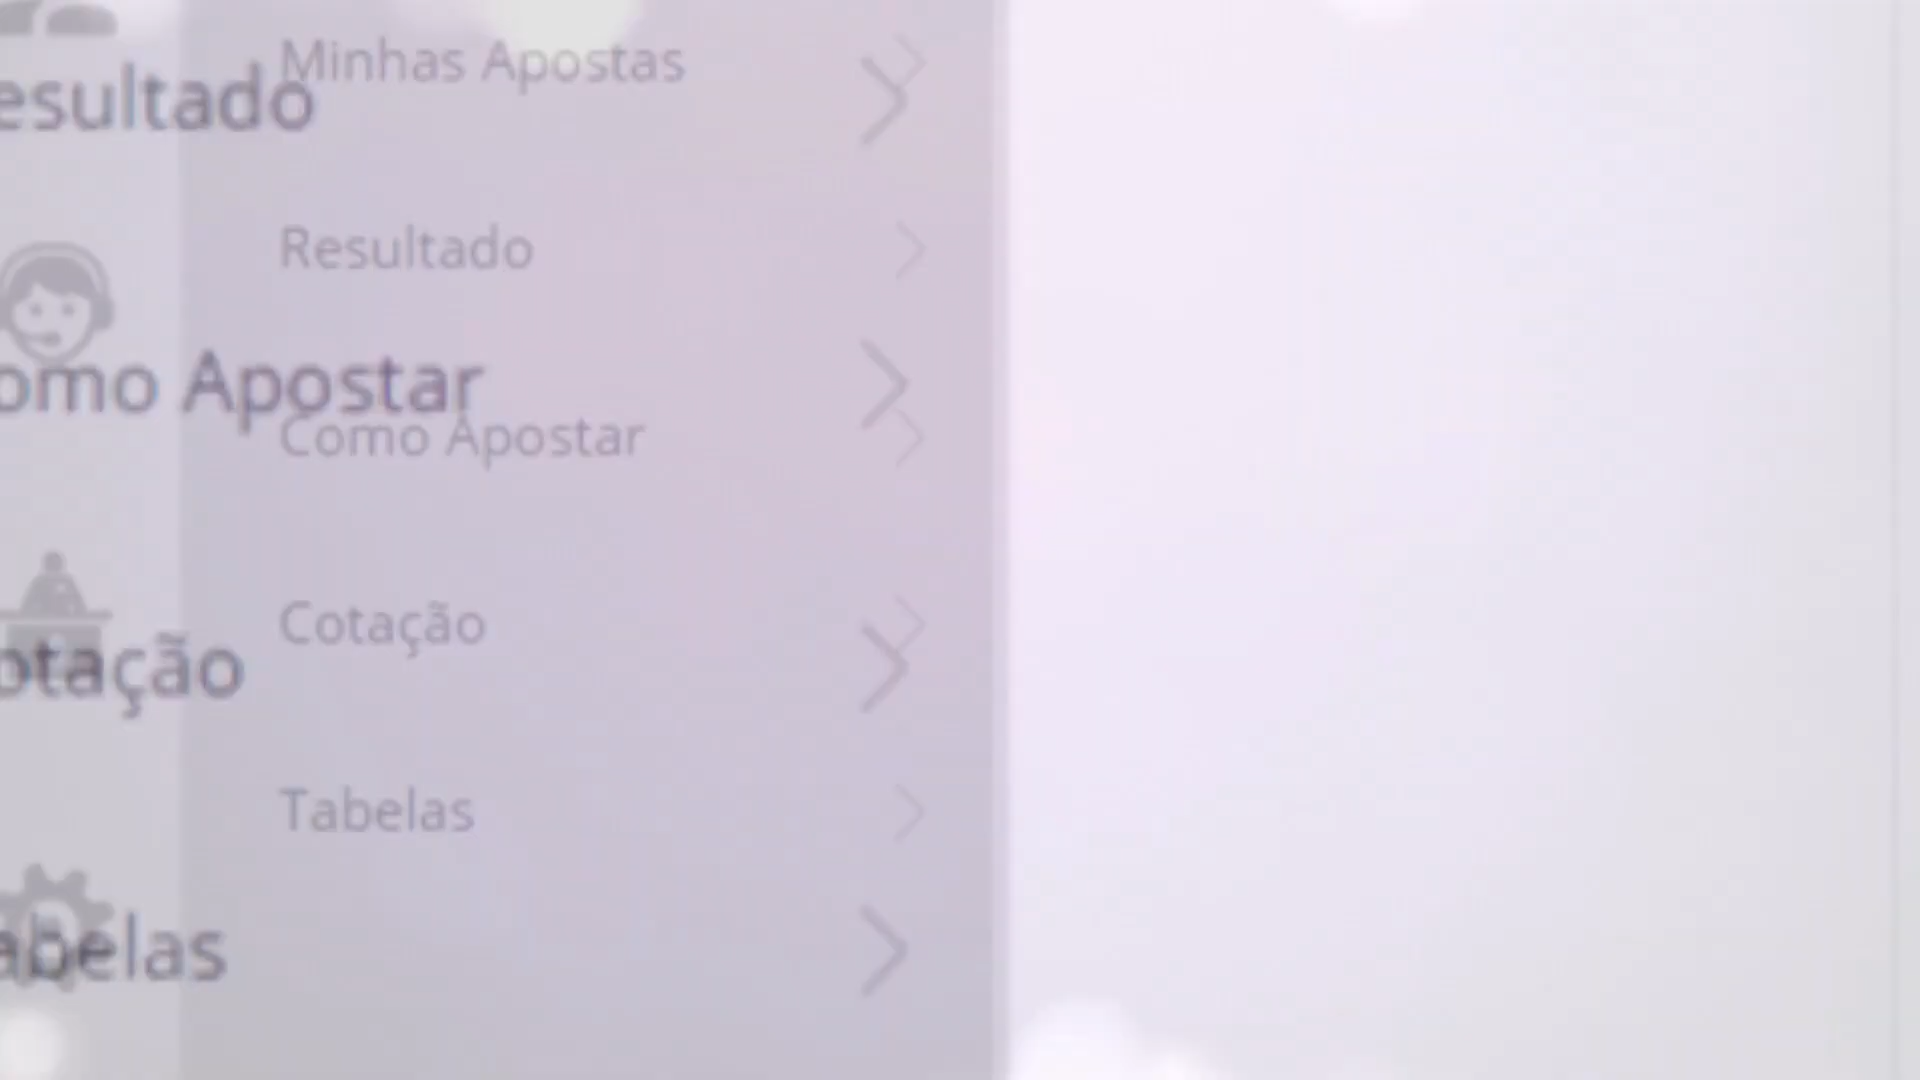 Minhas Apostas
esultado
Resultado
omo Apostar
Como Apostar
Cotação
otação
Tabelas
abelas